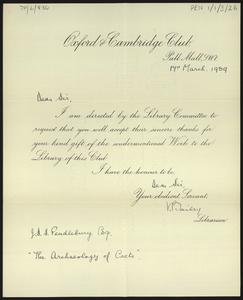 PEN 1/1/3/26
Oxford & Cambridge Club
Pall Mall, SW1
17th March, 1939
Dear Sir,
I am directed by the Library Committee to
request that you will accept their sincere thanks for
your kind gift of the undermentioned Work to the
Library of this Club
I have the honour to be,
Dear Sir,
Your obedient Servant,
Librarian
J. D. S. Pendlebury Esq.
"The Archaeology of Crete".